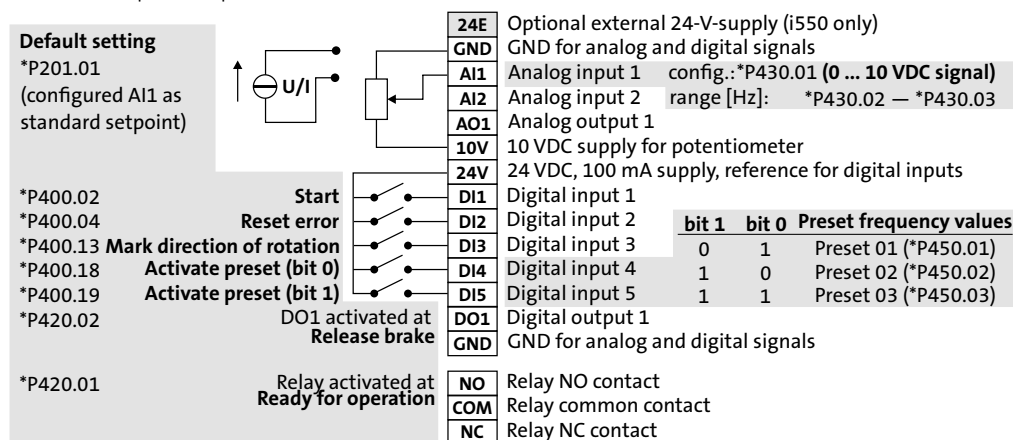 24E Optional external 24-V-supply (i550 only)
Default setting
GND GND for analog and digital signals
*P201.01
AI1 Analog input 1 config.:*P430.01 (0 ... 10 VDC signal)
(configured AI1 as
U/I
AI2 Analog input 2 range [Hz]: *P430.02 — *P430.03
standard setpoint)
AO1 Analog output 1
10V 10 VDC supply for potentiometer
24V 24 VDC, 100 mA supply, reference for digital inputs
*P400.02 Start DI1 Digital input 1
*P400.04 Reset error DI2 Digital input 2 bit 1 bit 0 Preset frequency values
*P400.13 Mark direction of rotation DI3 Digital input 3 0 1 Preset 01 (*P450.01)
*P400.18 Activate preset (bit 0) DI4 Digital input 4 1 0 Preset 02 (*P450.02)
*P400.19 Activate preset (bit 1) DI5 Digital input 5 1 1 Preset 03 (*P450.03)
*P420.02 DO1 activated at DO1 Digital output 1
Release brake GND GND for analog and digital signals
*P420.01 Relay activated at NO Relay NO contact
Ready for operation
COM Relay common contact
NC Relay NC contact